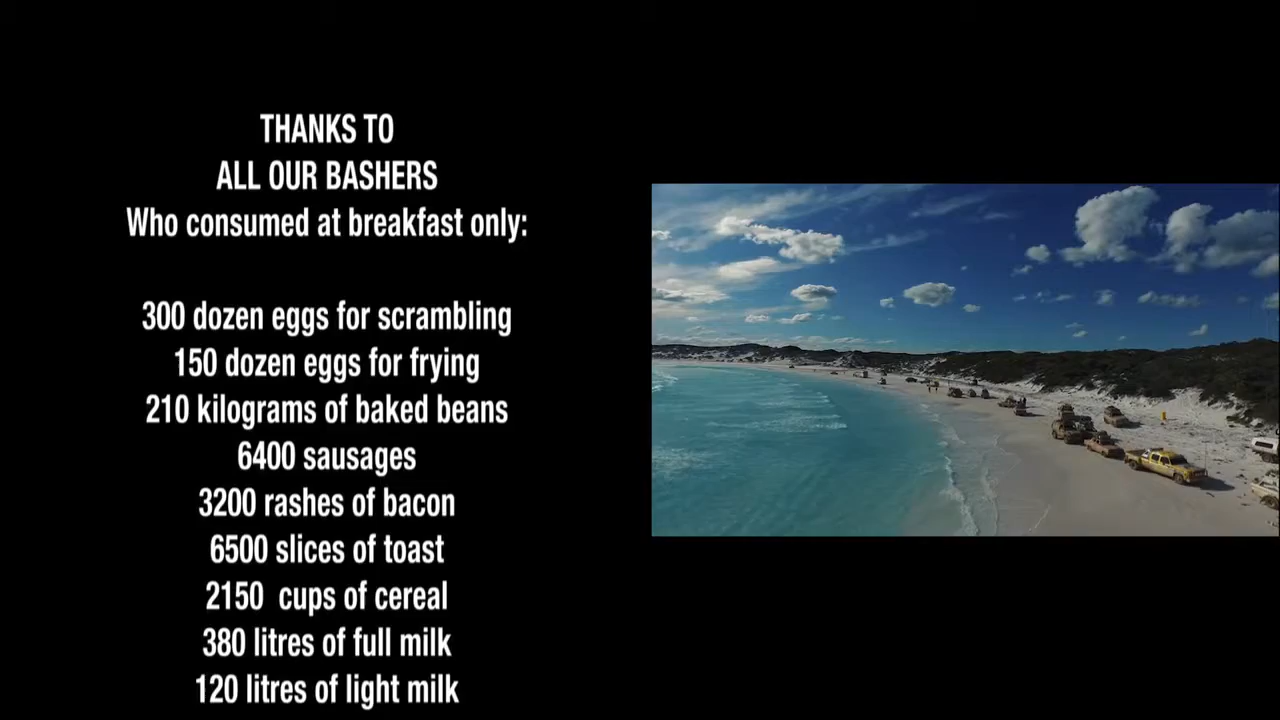 THANKS TO
ALL OUR BASHERS
Who consumed at breakfast only:
300 dozen eggs for scrambling
150 dozen eggs for frying
210 kilograms of baked beans
6400 sausages
3200 rashes of bacon
6500 slices of toast
2150  cups of cereal
380 litres of full milk
120 litres of light milk